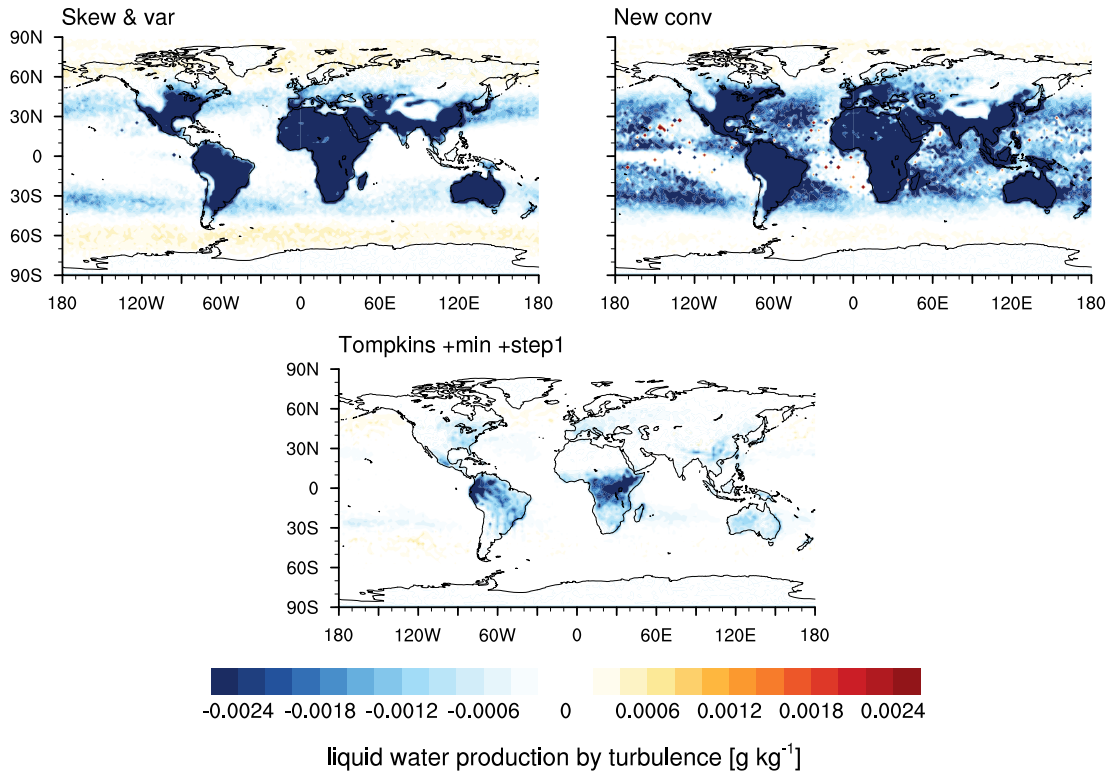 Skew & var
New conv
90N
60N
30N
0
30S
60S
90S
180 120W 60W 0 60E 120E 180
90N
60N
30N
0
30S
60S
90S
180 120W 60W 0 60E 120E 180
Tompkins +min +step1
90N
60N
30N
0
30S
60S
90S
180 120W 60W 0 60E 120E 180
-0.0024 -0.0018 -0.0012 -0.0006 0 0.0006 0.0012 0.0018 0.0024
liquid water production by turbulence [g kg⁻¹]